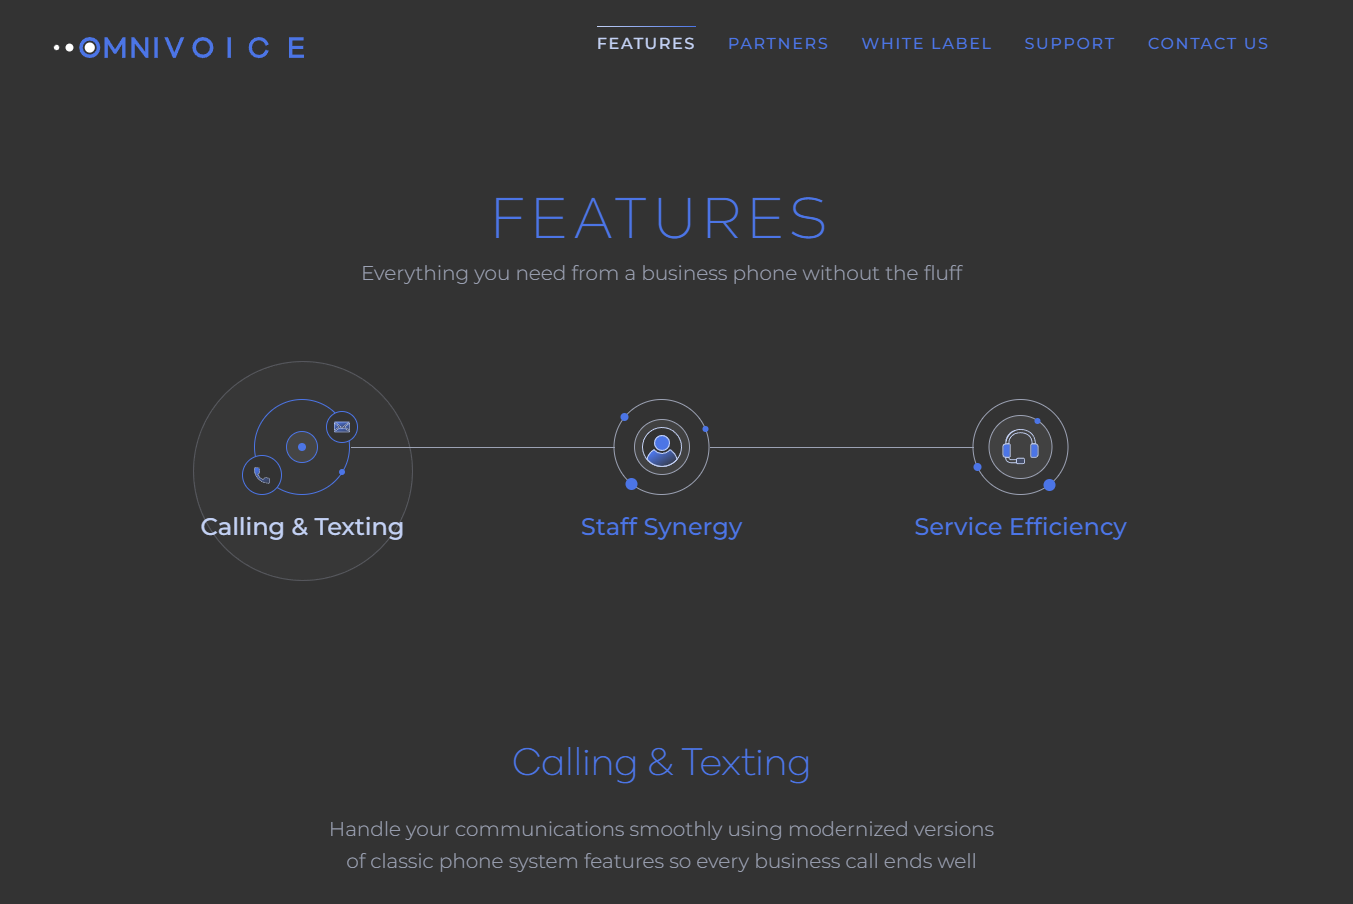 OMNIVOICE
FEATURES PARTNERS WHITE LABEL SUPPORT CONTACT US
FEATURES
Everything you need from a business phone without the fluff
Calling & Texting
Staff Synergy
Service Efficiency
Calling & Texting
Handle your communications smoothly using modernized versions
of classic phone system features so every business call ends well